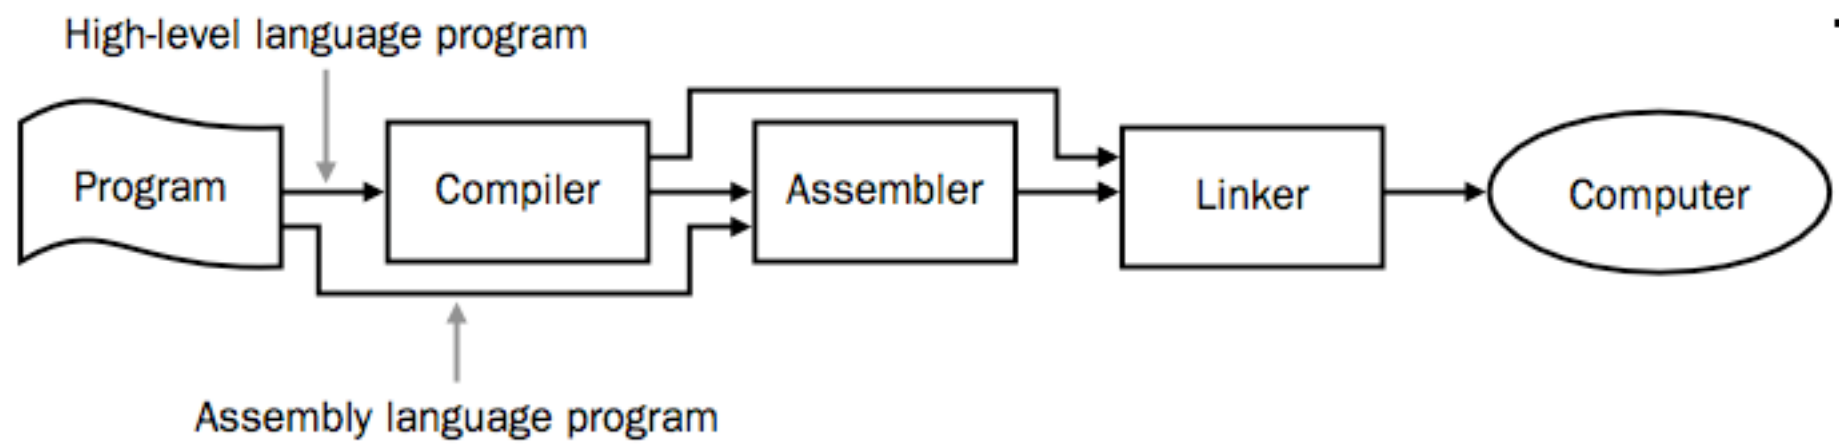 High-level language program
Program
Compiler
Assembler
Linker
Computer
Assembly language program